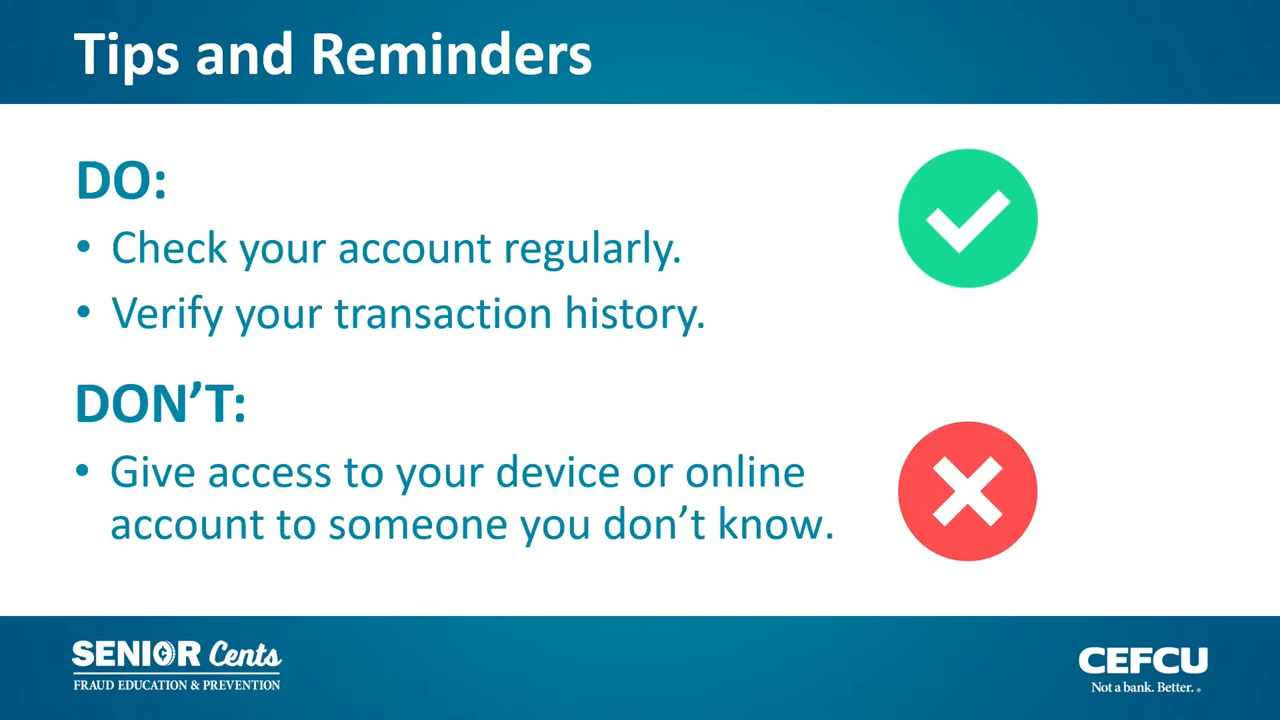 Tips and Reminders
DO:
• Check your account regularly.
• Verify your transaction history.
DON’T:
• Give access to your device or online
account to someone you don’t know.
SENIOR Cents
FRAUD EDUCATION & PREVENTION
CEFCU
Not a bank. Better.®